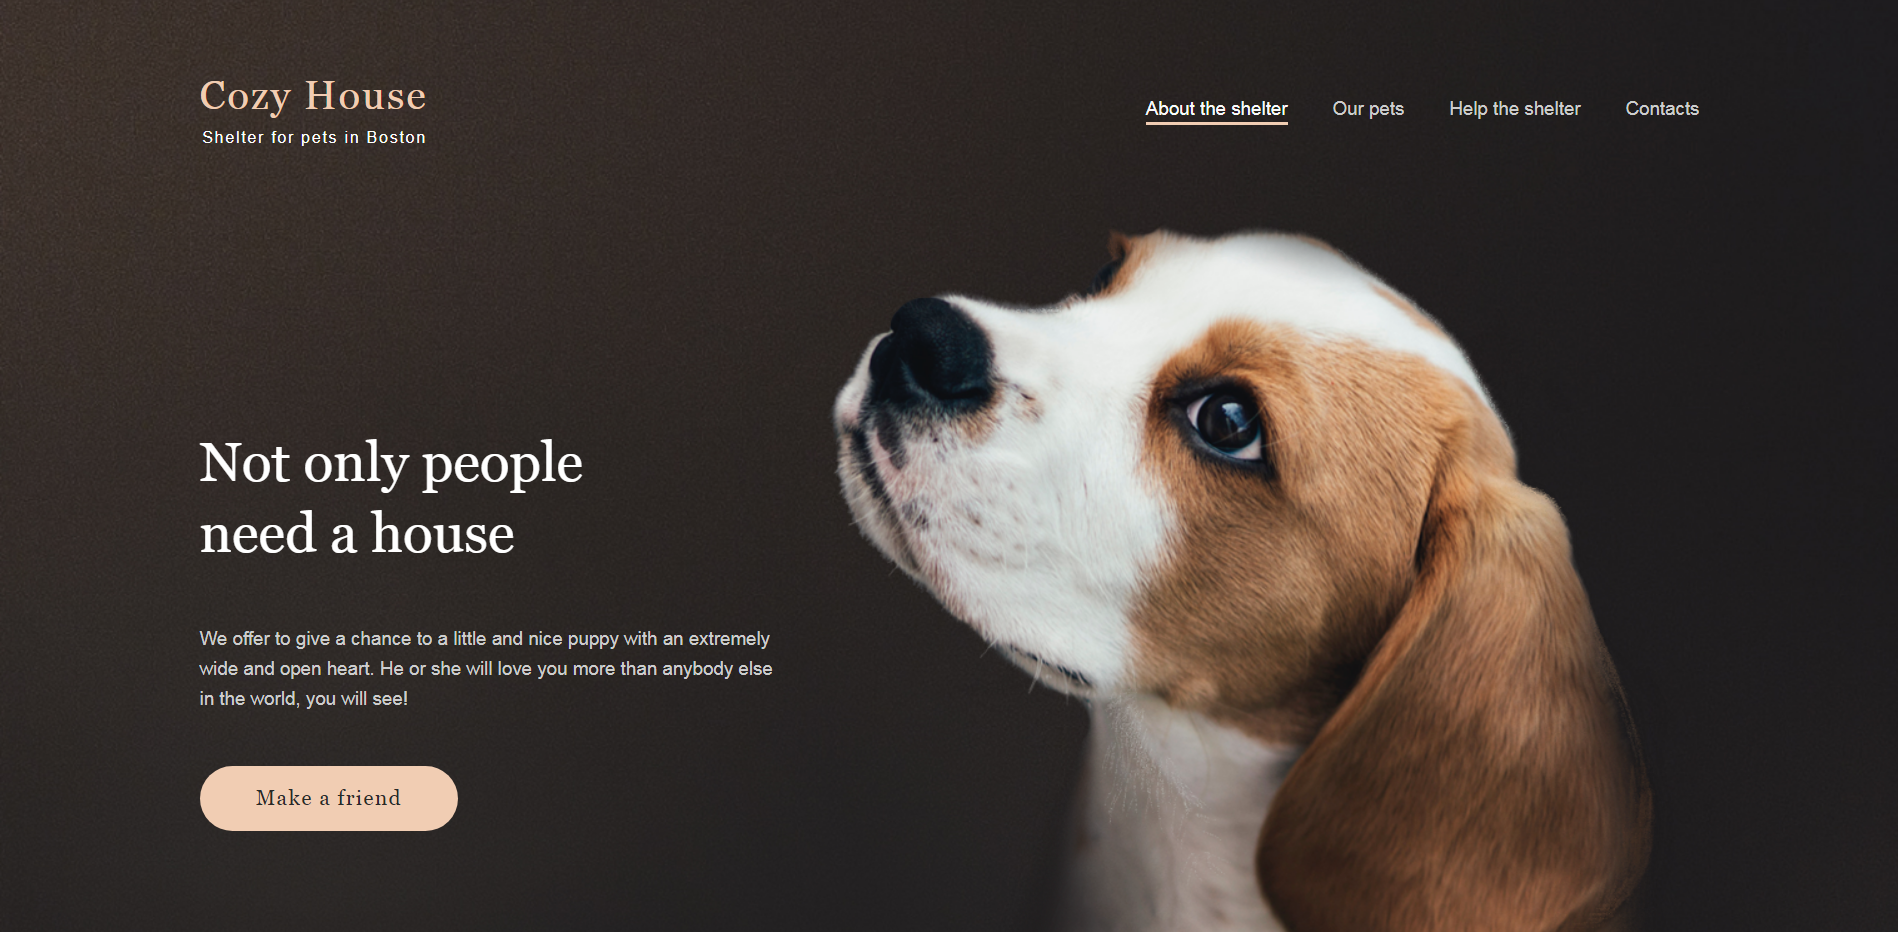 Cozy House
Shelter for pets in Boston
About the shelter
Our pets
Help the shelter
Contacts
Not only people
need a house
We offer to give a chance to a little and nice puppy with an extremely
wide and open heart. He or she will love you more than anybody else
in the world, you will see!
Make a friend